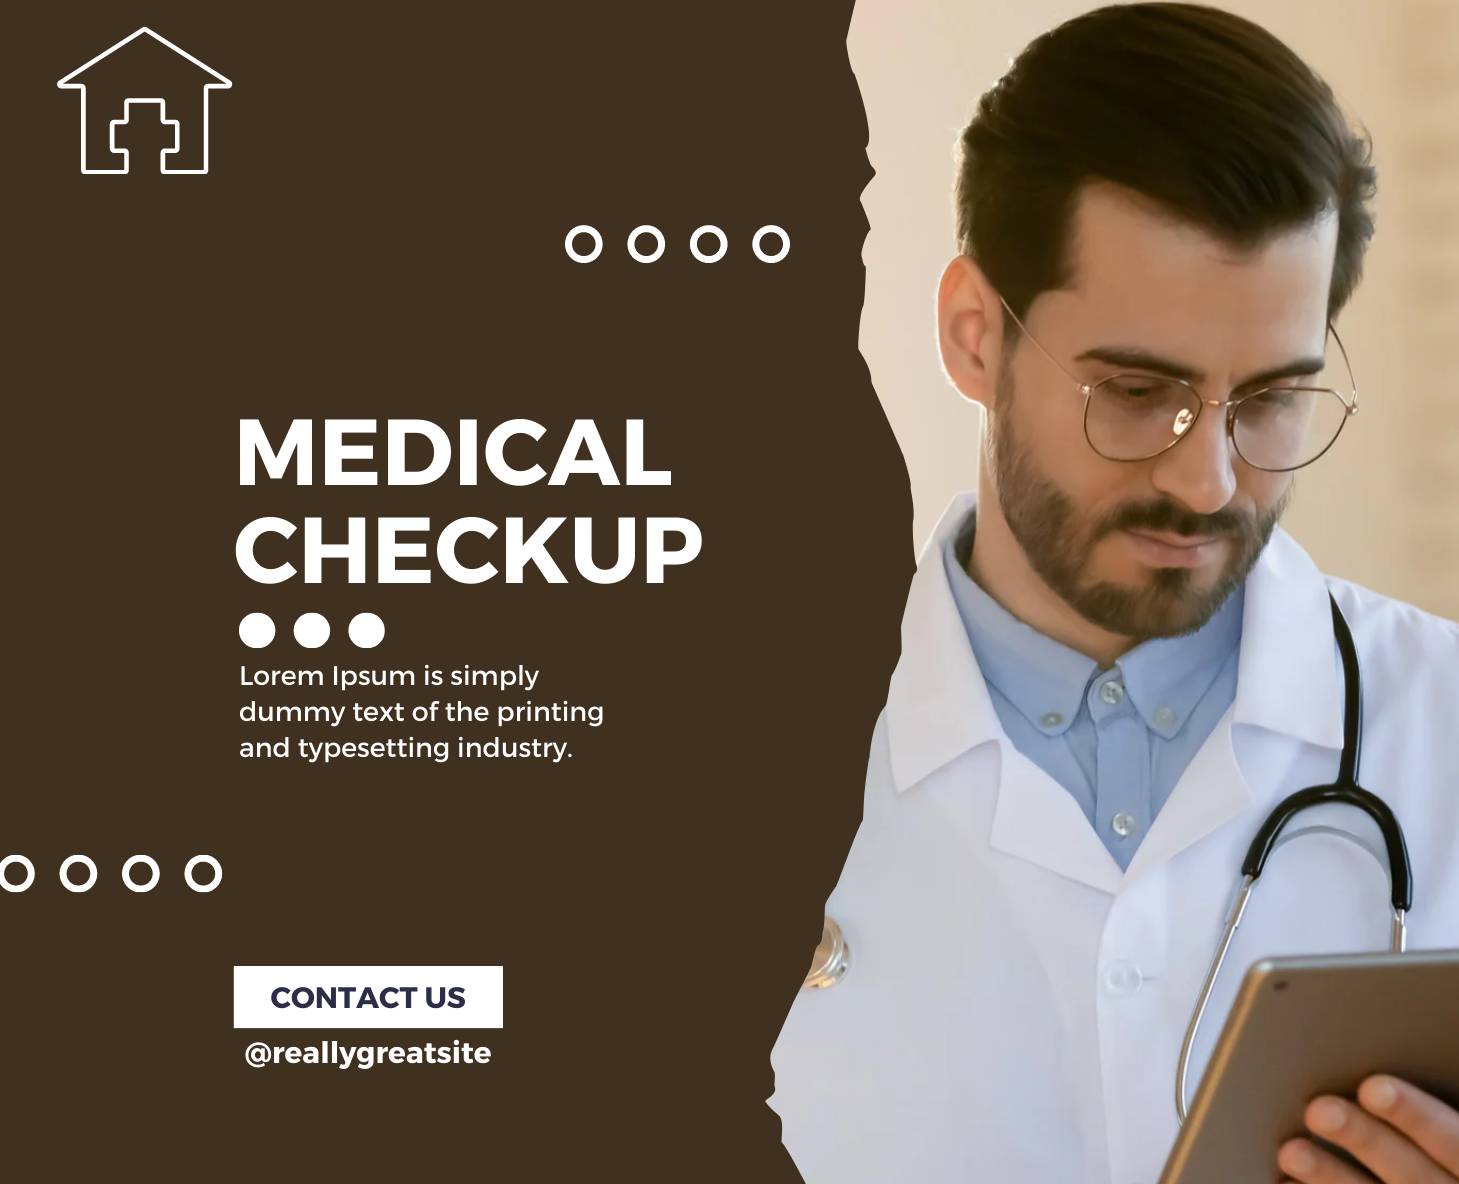 MEDICAL
CHECKUP
Lorem Ipsum is simply
dummy text of the printing
and typesetting industry.
CONTACT US
@reallygreatsite